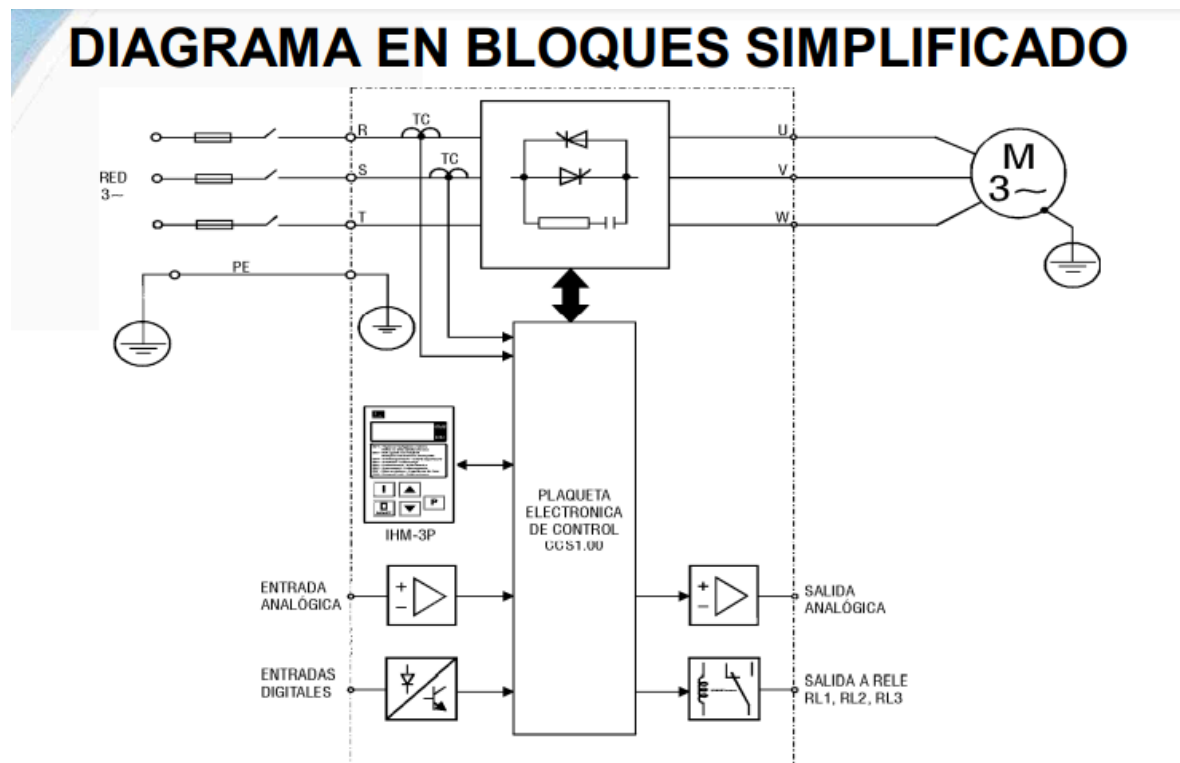 DIAGRAMA EN BLOQUES SIMPLIFICADO
R
TC
S
TC
T
RED
3~
PE
U
V
W
M
3~
I
P
IHM-3P
PLAQUETA
ELECTRONICA
DE CONTROL
CCS1.00
ENTRADA
ANALÓGICA
+
−
+
−
SALIDA
ANALÓGICA
ENTRADAS
DIGITALES
SALIDA A RELE
RL1, RL2, RL3